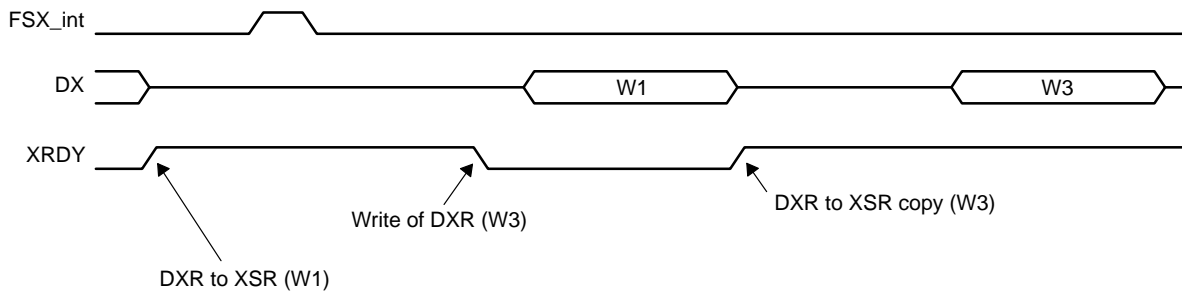 FSX_int
DX
W1
W3
XRDY
Write of DXR (W3)
DXR to XSR copy (W3)
DXR to XSR (W1)